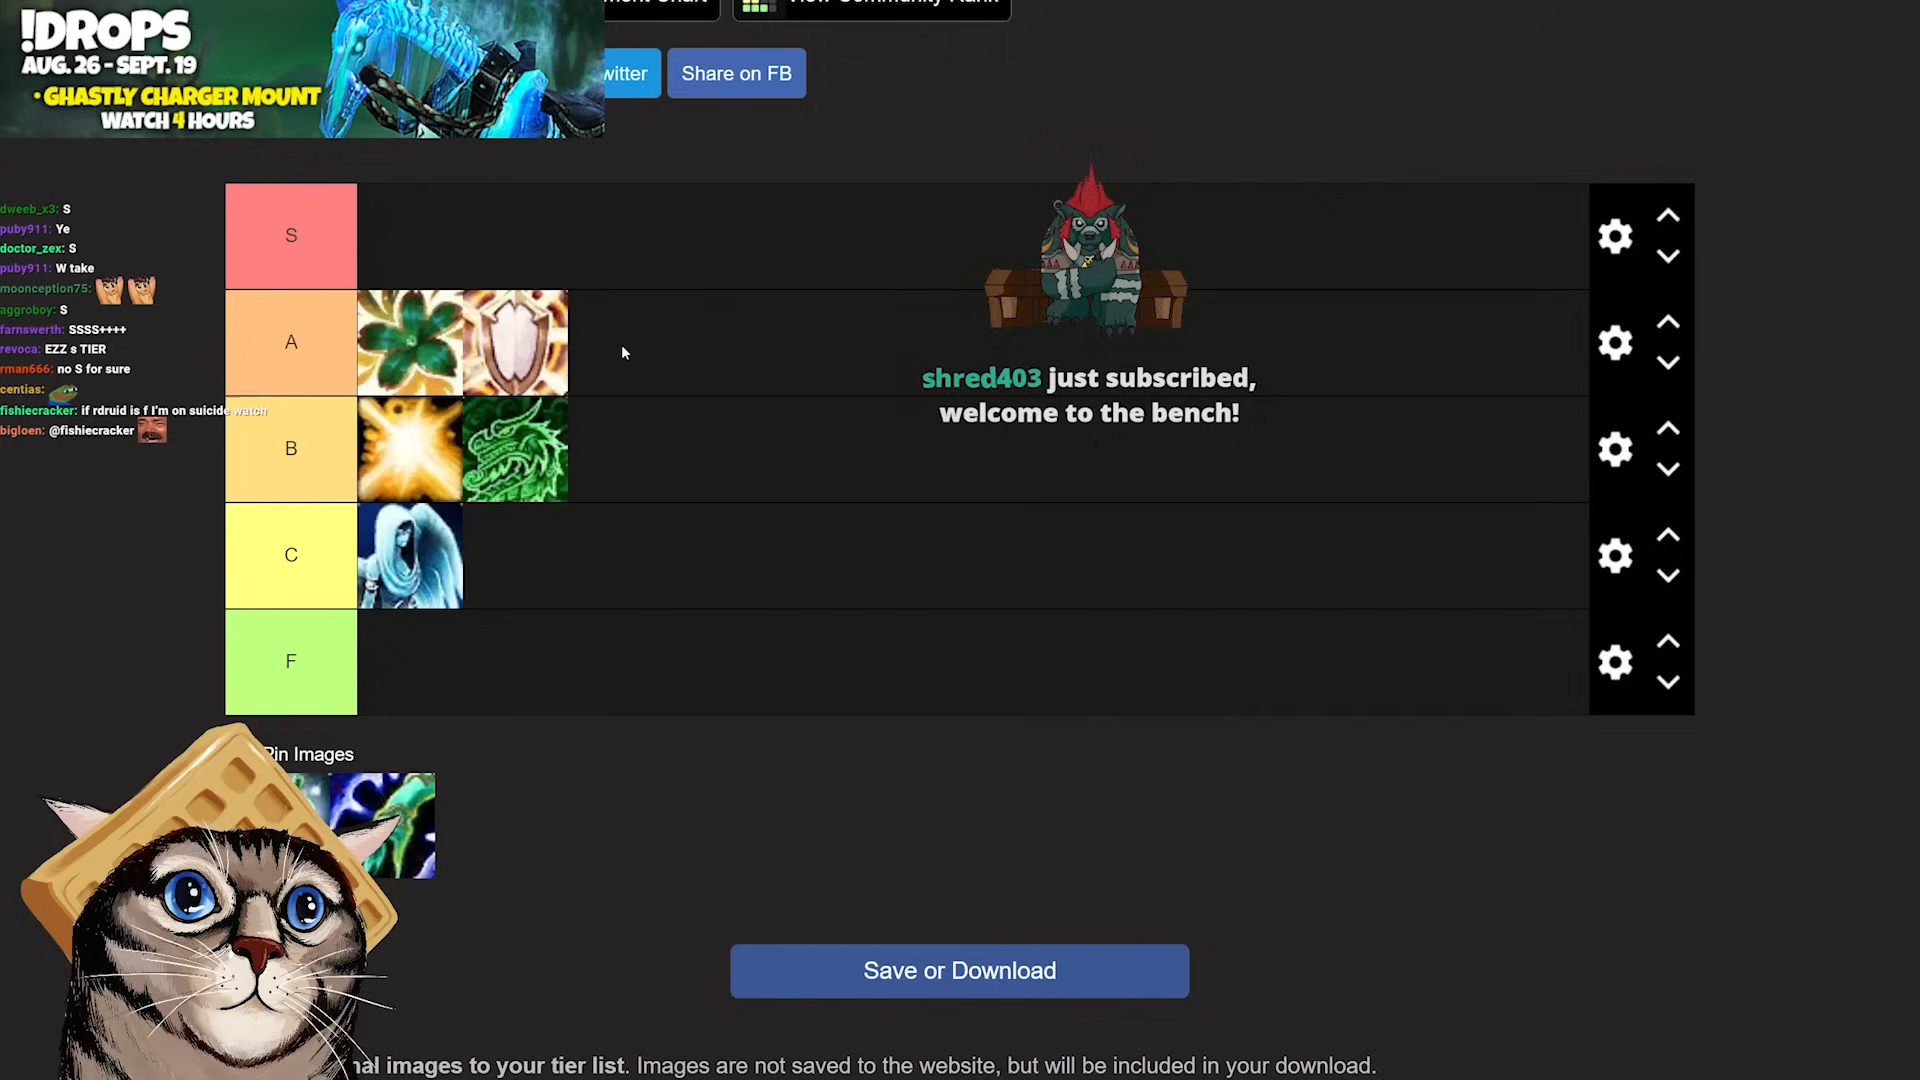 !DROPS
AUG. 26 - SEPT. 19
• GHASTLY CHARGER MOUNT
WATCH 4 HOURS
View Community Rank
Share on FB
dweeb_x3: S
puby911: Ye
doctor_zex: S
puby911: W take
moonception75:
aggroboy: S
farnswerth: SSSS++++
revoca: EZZ s TIER
rman666: no S for sure
centias:
fishiecracker: if rdruid is f I'm on suicide watch
bigloen: @fishiecracker
S
A
B
C
F
shred403 just subscribed,
welcome to the bench!
Pin Images
Save or Download
images to your tier list. Images are not saved to the website, but will be included in your download.